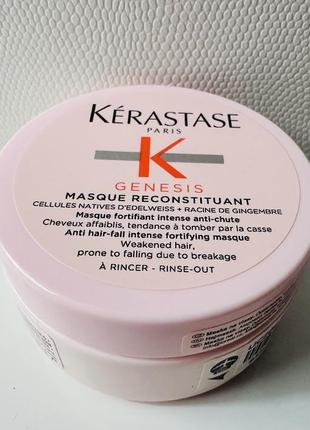 KÉRASTASE
PARIS
K
GENESIS
MASQUE RECONSTITUANT
CELLULES NATIVES D'EDELWEISS + RACINE DE GINGEMBRE
Masque fortifiant intense anti-chute
Cheveux affaiblis, tendance à tomber par la casse
Anti hair-fall intense fortifying masque
Weakened hair,
prone to falling due to breakage
À RINCER - RINSE-OUT